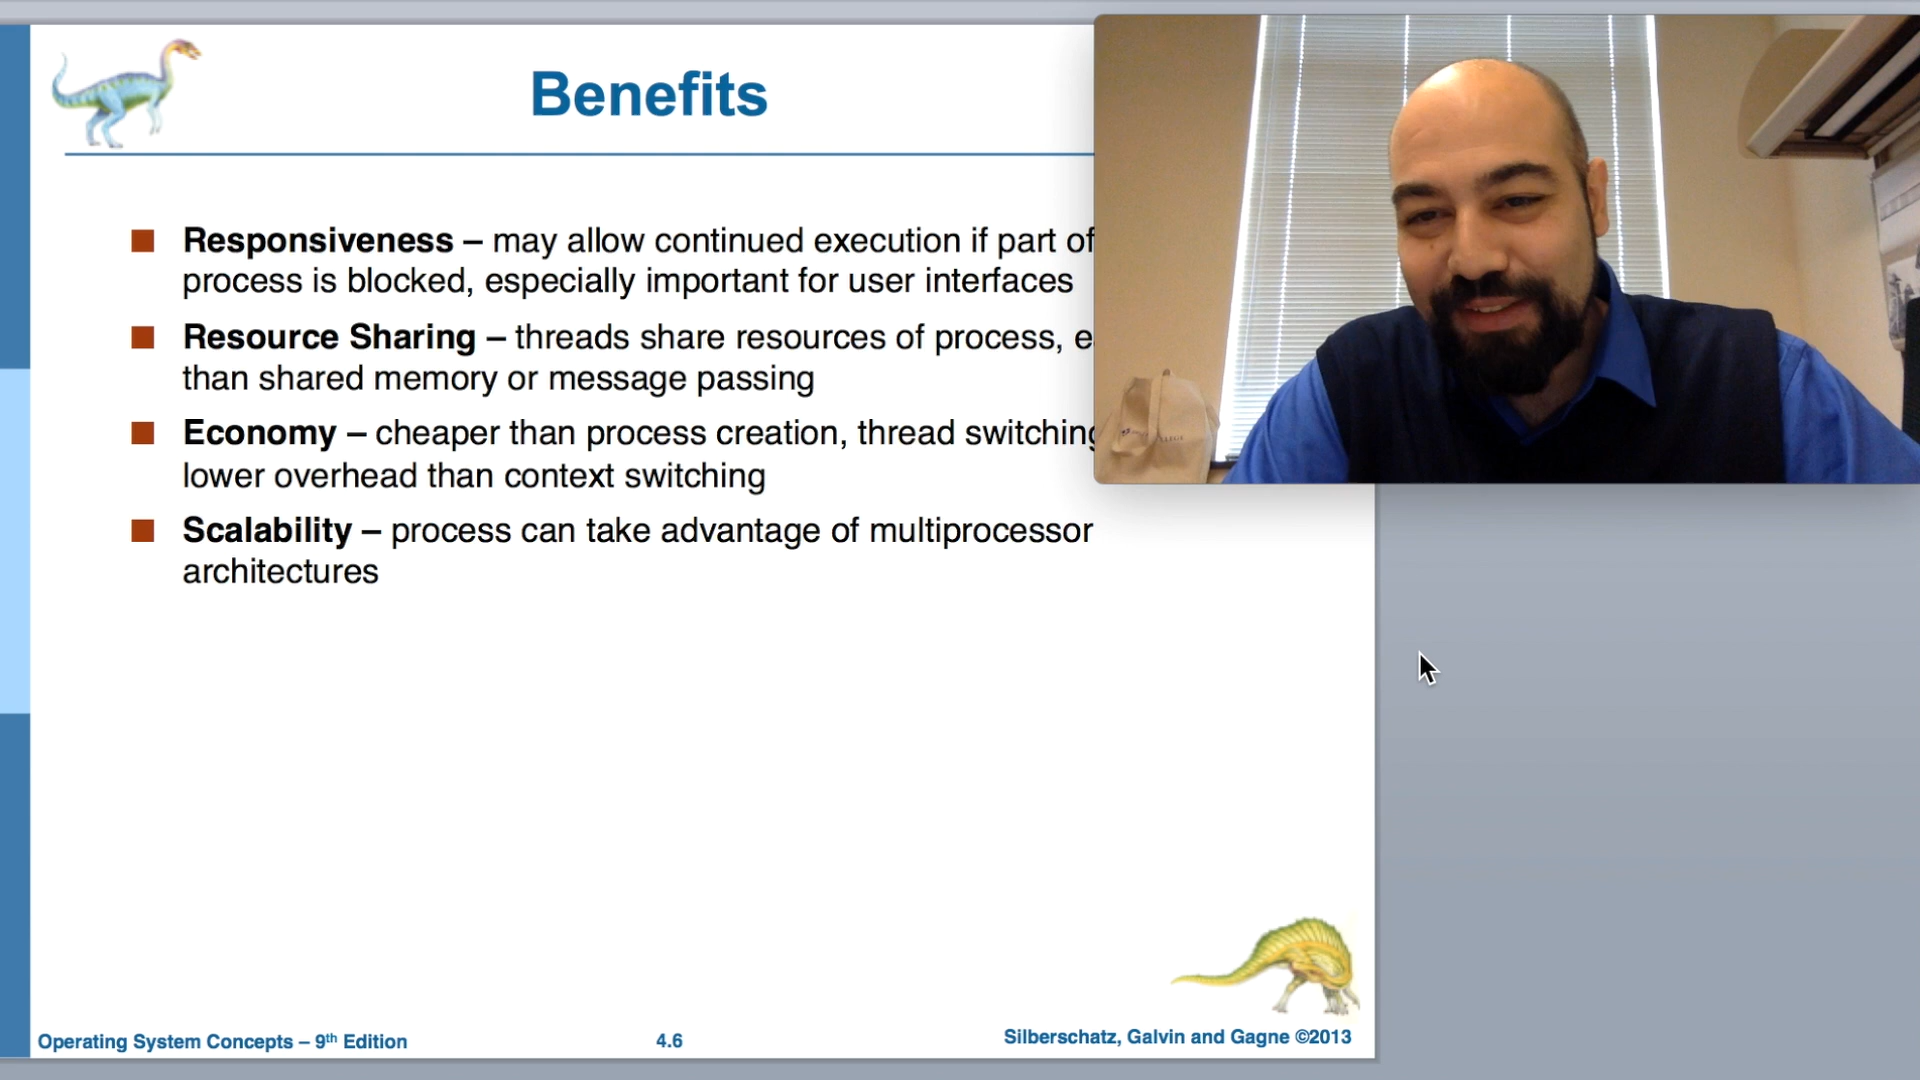 Benefits
Responsiveness – may allow continued execution if part of
process is blocked, especially important for user interfaces
Resource Sharing – threads share resources of process,
than shared memory or message passing
Economy – cheaper than process creation, thread switching
lower overhead than context switching
Scalability – process can take advantage of multiprocessor
architectures
Operating System Concepts – 9th Edition
4.6
Silberschatz, Galvin and Gagne ©2013